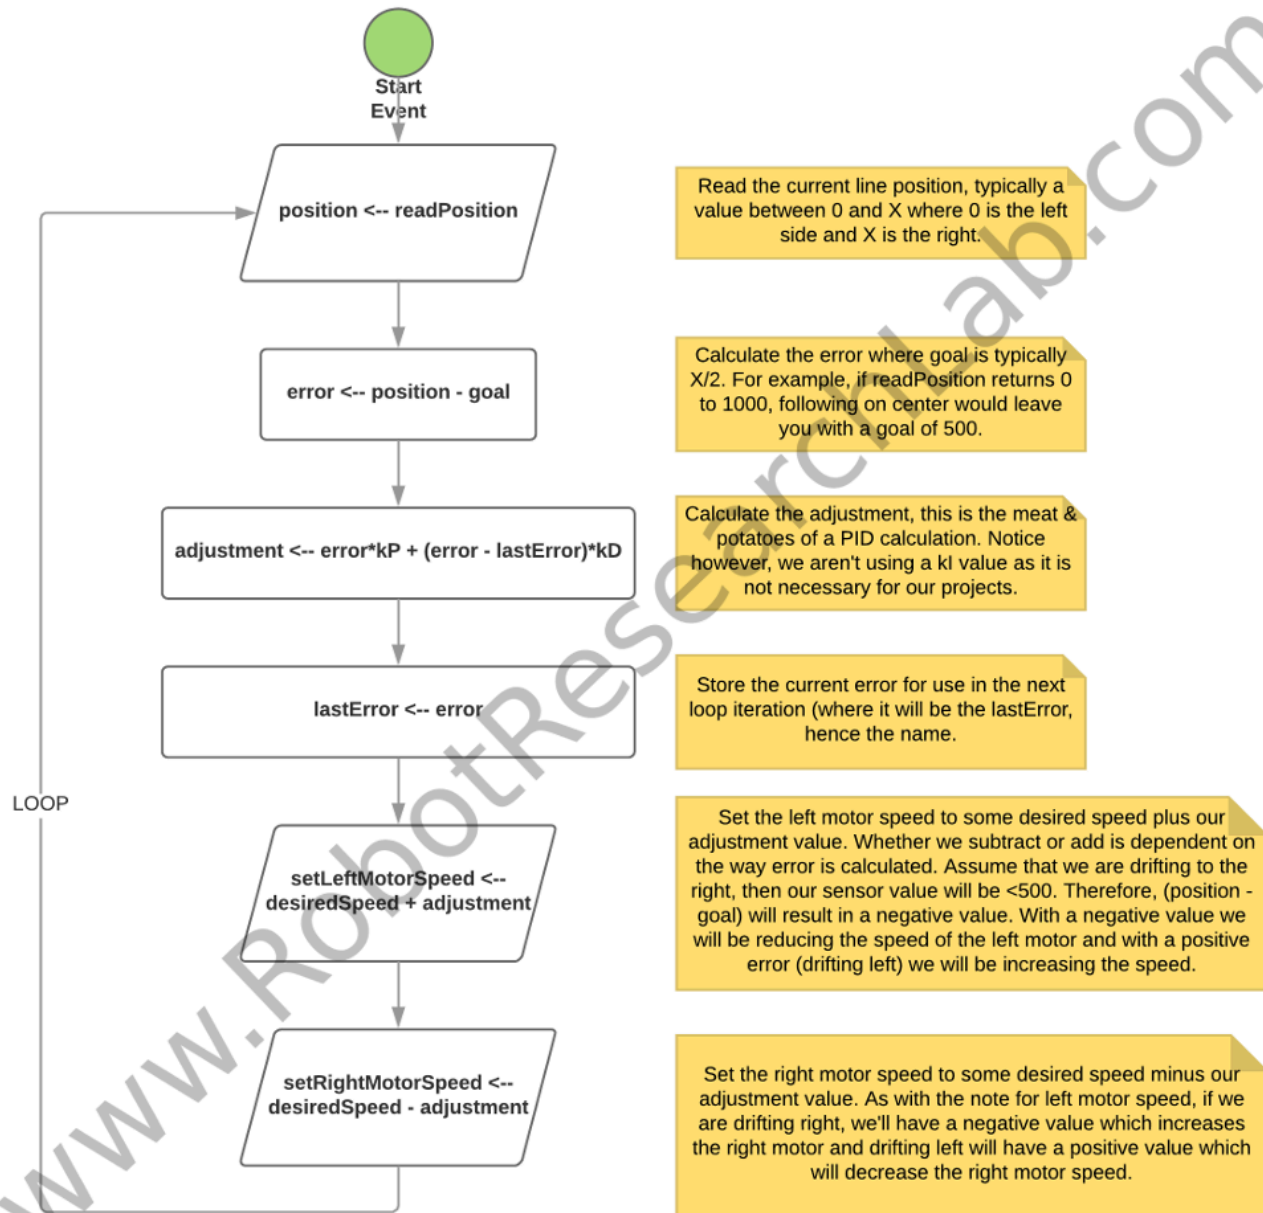 Start
Event
position <-- readPosition
Read the current line position, typically a
value between 0 and X where 0 is the left
side and X is the right.
error <-- position - goal
Calculate the error where goal is typically
X/2. For example, if readPosition returns 0
to 1000, following on center would leave
you with a goal of 500.
adjustment <-- error*kP + (error - lastError)*kD
Calculate the adjustment, this is the meat &
potatoes of a PID calculation. Notice
however, we aren't using a kI value as it is
not necessary for our projects.
lastError <-- error
Store the current error for use in the next
loop iteration (where it will be the lastError,
hence the name.
LOOP
setLeftMotorSpeed <--
desiredSpeed + adjustment
Set the left motor speed to some desired speed plus our
adjustment value. Whether we subtract or add is dependent on
the way error is calculated. Assume that we are drifting to the
right, then our sensor value will be <500. Therefore, (position -
goal) will result in a negative value. With a negative value we
will be reducing the speed of the left motor and with a positive
error (drifting left) we will be increasing the speed.
setRightMotorSpeed <--
desiredSpeed - adjustment
Set the right motor speed to some desired speed minus our
adjustment value. As with the note for left motor speed, if we
are drifting right, we'll have a negative value which increases
the right motor and drifting left will have a positive value which
will decrease the right motor speed.
www.RobotResearchLab.com